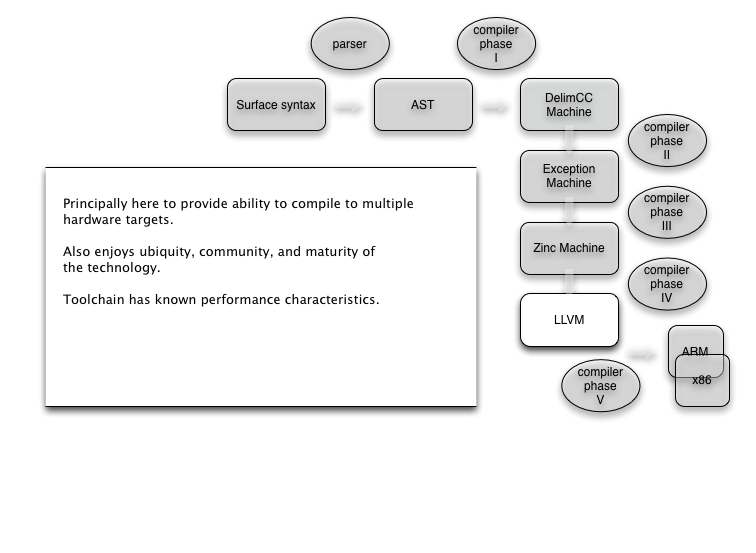 parser
compiler
phase
I
Surface syntax
AST
DelimCC
Machine
compiler
phase
II
Exception
Machine
compiler
phase
III
Zinc Machine
compiler
phase
IV
LLVM
ARM
x86
compiler
phase
V
Principally here to provide ability to compile to multiple
hardware targets.
Also enjoys ubiquity, community, and maturity of
the technology.
Toolchain has known performance characteristics.